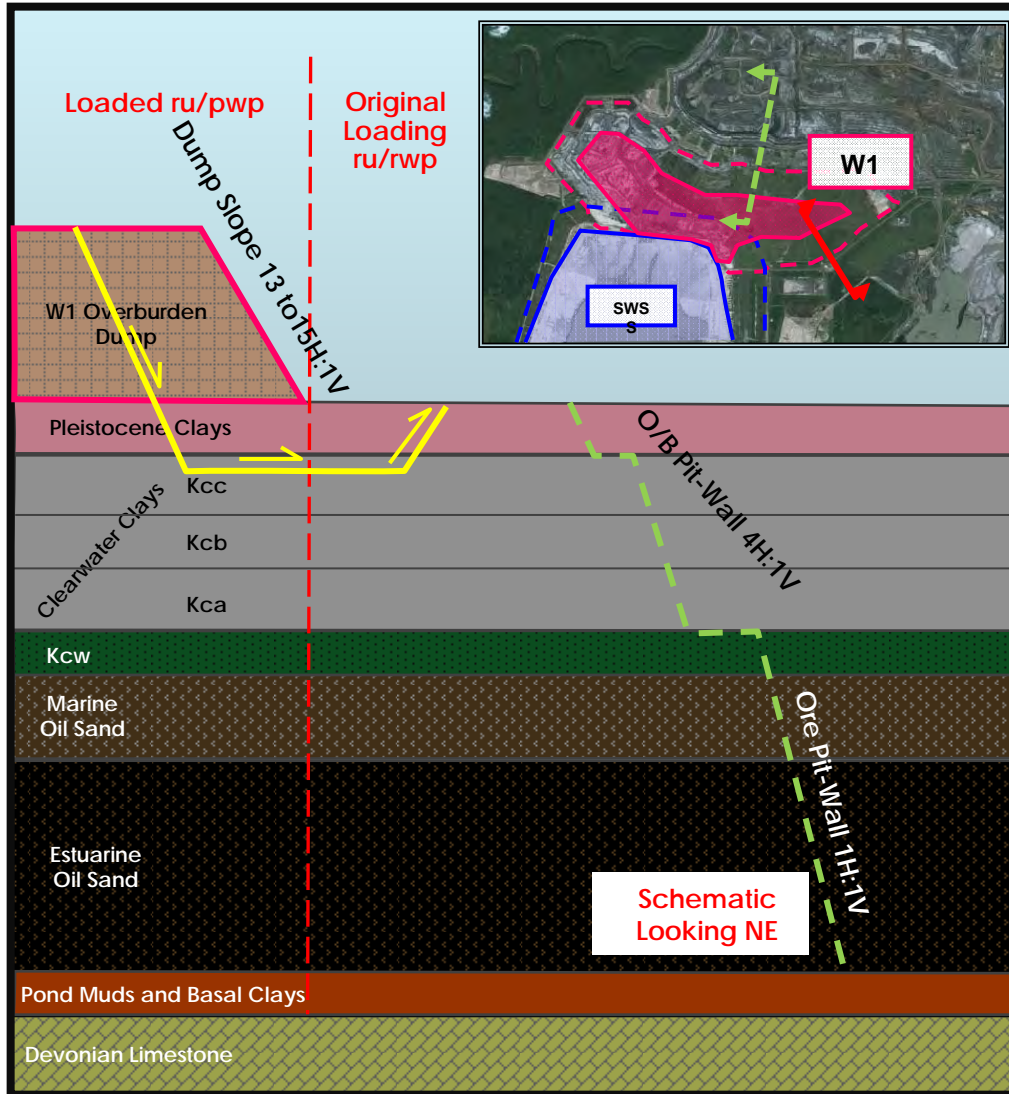 Loaded ru/pwp
Original
Loading
ru/rwp
Dump Slope 13 to15H:1V
W1 Overburden
Dump
W1
SWS
S
Pleistocene Clays
Clearwater Clays
Kcc
Kcb
Kca
O/B Pit-Wall 4H:1V
Kcw
Marine
Oil Sand
Ore Pit-Wall 1H:1V
Estuarine
Oil Sand
Schematic
Looking NE
Pond Muds and Basal Clays
Devonian Limestone